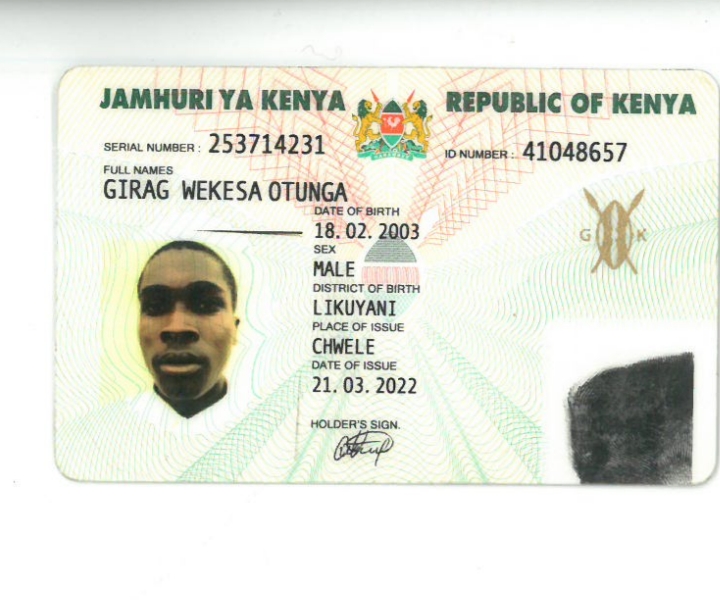 JAMHURI YA KENYA REPUBLIC OF KENYA
SERIAL NUMBER: 253714231 ID NUMBER: 41048657
FULL NAMES
GIRAG WEKESA OTUNGA
DATE OF BIRTH
18. 02. 2003
SEX
MALE
DISTRICT OF BIRTH
LIKUYANI
PLACE OF ISSUE
CHWELE
DATE OF ISSUE
21. 03. 2022
HOLDER'S SIGN.
G K